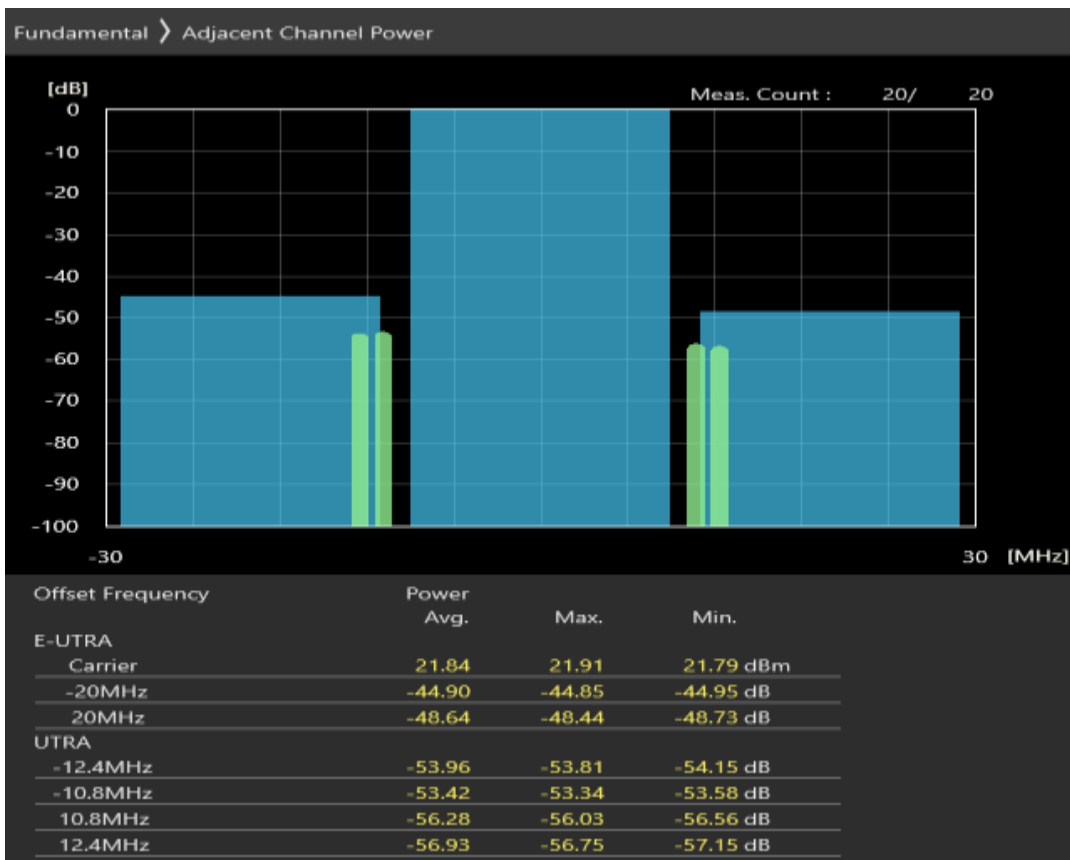 Fundamental 〉 Adjacent Channel Power
[dB]
Meas. Count : 20/ 20
0
-10
-20
-30
-40
-50
-60
-70
-80
-90
-100
-30 30 [MHz]
Offset Frequency Power
Avg. Max. Min.
E-UTRA
Carrier 21.84 21.91 21.79 dBm
-20MHz -44.90 -44.85 -44.95 dB
20MHz -48.64 -48.44 -48.73 dB
UTRA
-12.4MHz -53.96 -53.81 -54.15 dB
-10.8MHz -53.42 -53.34 -53.58 dB
10.8MHz -56.28 -56.03 -56.56 dB
12.4MHz -56.93 -56.75 -57.15 dB